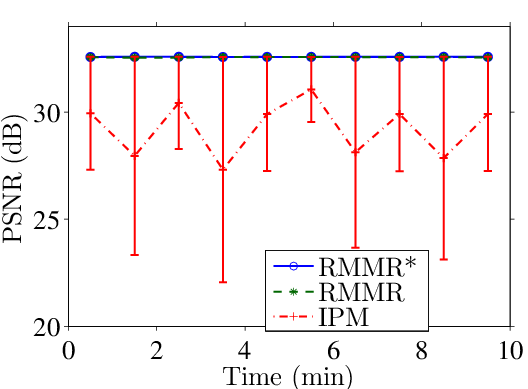 PSNR (dB)
30
25
20
0 2 4 6 8 10
Time (min)
RMMR*
RMMR
IPM